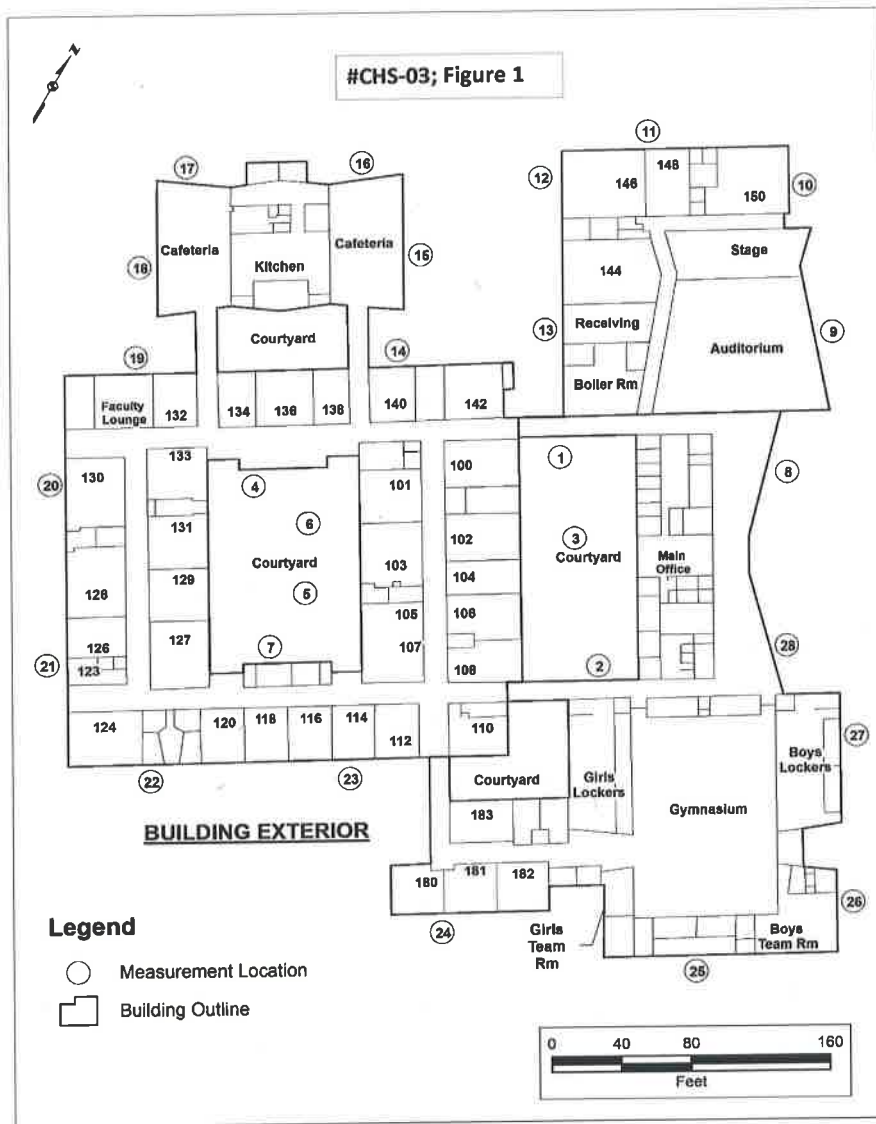 N
#CHS-03; Figure 1
11
17
16
12
146
148
150
10
Cafeteria
Kitchen
Cafeteria
18
15
144
Stage
Receiving
13
9
Courtyard
Auditorium
Boiler Rm
19
14
Faculty
Lounge
132
134
136
138
140
142
133
130
20
4
101
100
1
8
6
131
102
3
Courtyard
103
Courtyard
Main
Office
129
5
104
128
105
106
127
7
107
126
21
123
108
2
28
124
120
118
116
114
112
110
27
Boys
Lockers
22
23
Courtyard
Girls
Lockers
Gymnasium
BUILDING EXTERIOR
183
180
181
182
26
Legend
24
Girls
Team
Rm
Boys
Team Rm
25
Measurement Location
Building Outline
0 40 80 160
Feet